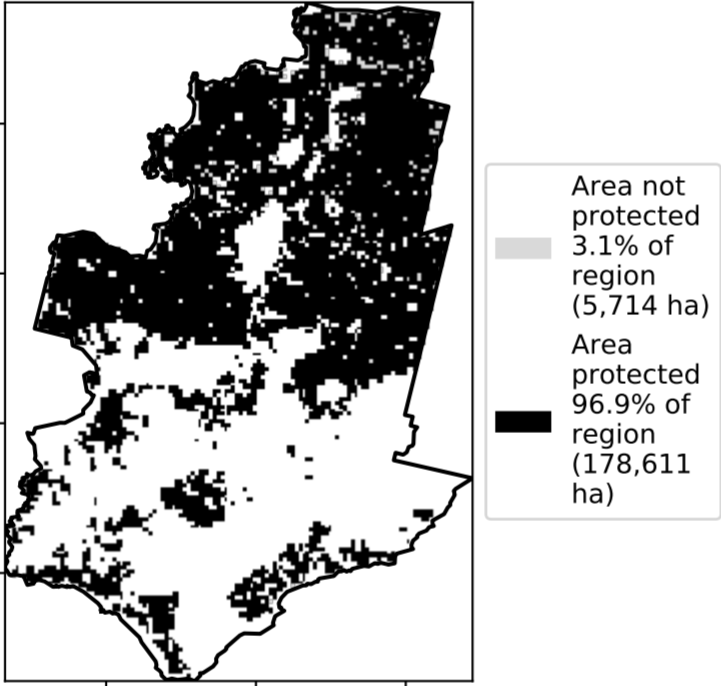 Area not
protected
3.1% of
region
(5,714 ha)
Area
protected
96.9% of
region
(178,611
ha)